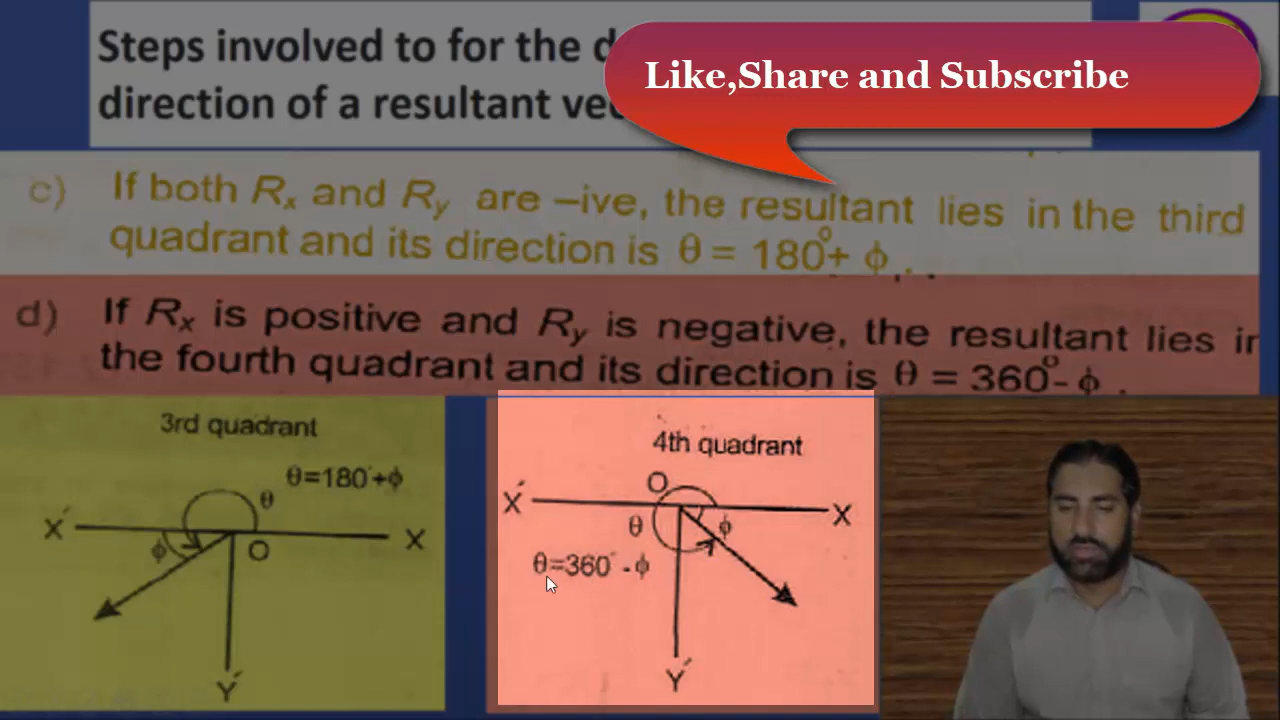 Steps involved to for the d
direction of a resultant ve
Like,Share and Subscribe
c) If both Rx and Ry are –ive, the resultant lies in the third
quadrant and its direction is θ = 180°+ ϕ .
d) If Rx is positive and Ry is negative, the resultant lies in
the fourth quadrant and its direction is θ = 360°- ϕ .
3rd quadrant
θ=180°+ϕ
θ
X′
X
ϕ
O
Y′
4th quadrant
O
X′
X
θ
ϕ
θ=360° - ϕ
Y′